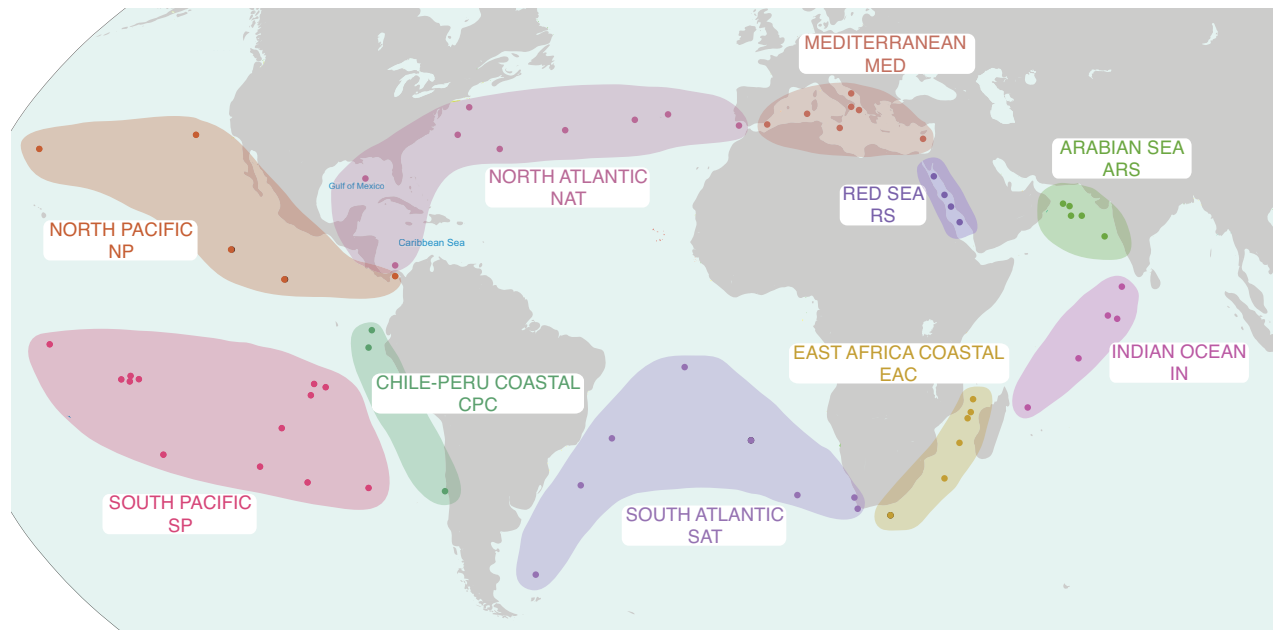 MEDITERRANEAN
MED
ARABIAN SEA
ARS
NORTH ATLANTIC
NAT
Gulf of Mexico
RED SEA
RS
NORTH PACIFIC
NP
Caribbean Sea
EAST AFRICA COASTAL
EAC
INDIAN OCEAN
IN
CHILE-PERU COASTAL
CPC
SOUTH PACIFIC
SP
SOUTH ATLANTIC
SAT